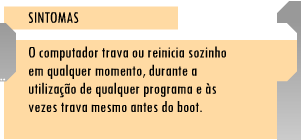 SINTOMAS
O computador trava ou reinicia sozinho
em qualquer momento, durante a
utilização de qualquer programa e às
vezes trava mesmo antes do boot.